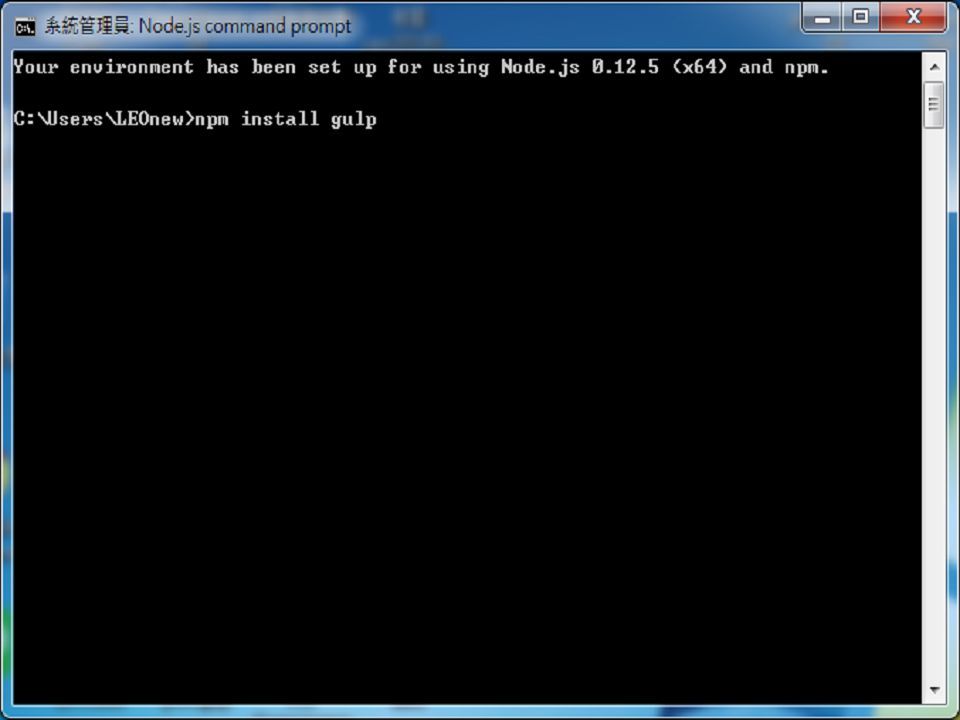 系統管理員: Node.js command prompt
Your environment has been set up for using Node.js 0.12.5 (x64) and npm.
C:\Users\LEOnew>npm install gulp